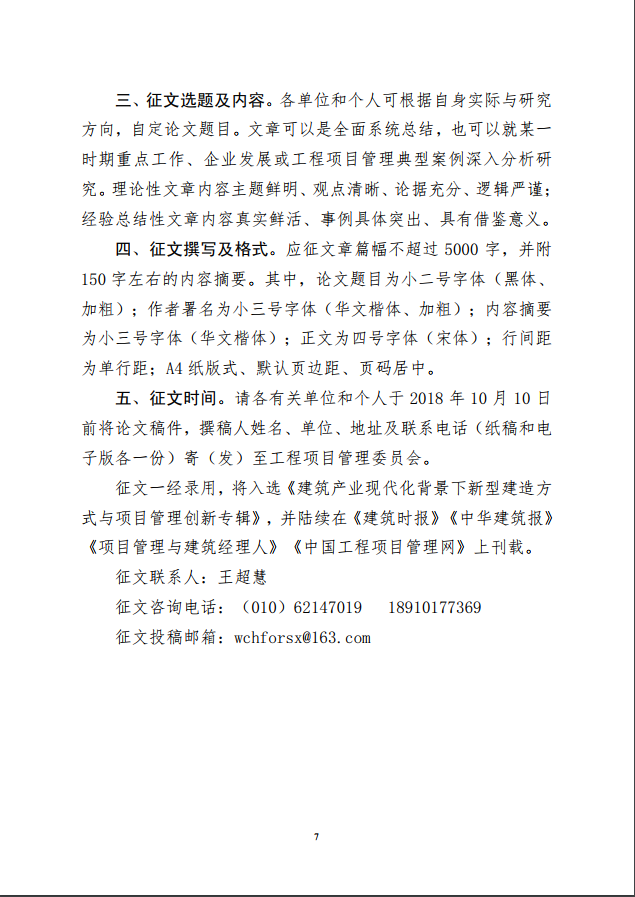 三、征文选题及内容。各单位和个人可根据自身实际与研究
方向，自定论文题目。文章可以是全面系统总结，也可以就某一
时期重点工作、企业发展或工程项目管理典型案例深入分析研
究。理论性文章内容主题鲜明、观点清晰、论据充分、逻辑严谨；
经验总结性文章内容真实鲜活、事例具体突出、具有借鉴意义。
四、征文撰写及格式。应征文章篇幅不超过 5000 字，并附
150 字左右的内容摘要。其中，论文题目为小二号字体（黑体、
加粗）；作者署名为小三号字体（华文楷体、加粗）；内容摘要
为小三号字体（华文楷体）；正文为四号字体（宋体）；行间距
为单行距；A4 纸版式、默认页边距、页码居中。
五、征文时间。请各有关单位和个人于 2018 年 10 月 10 日
前将论文稿件，撰稿人姓名、单位、地址及联系电话（纸稿和电
子版各一份）寄（发）至工程项目管理委员会。
征文一经录用，将入选《建筑产业现代化背景下新型建造方
式与项目管理创新专辑》，并陆续在《建筑时报》《中华建筑报》
《项目管理与建筑经理人》《中国工程项目管理网》上刊载。
征文联系人：王超慧
征文咨询电话：（010）62147019 18910177369
征文投稿邮箱：wchforsx@163.com
7